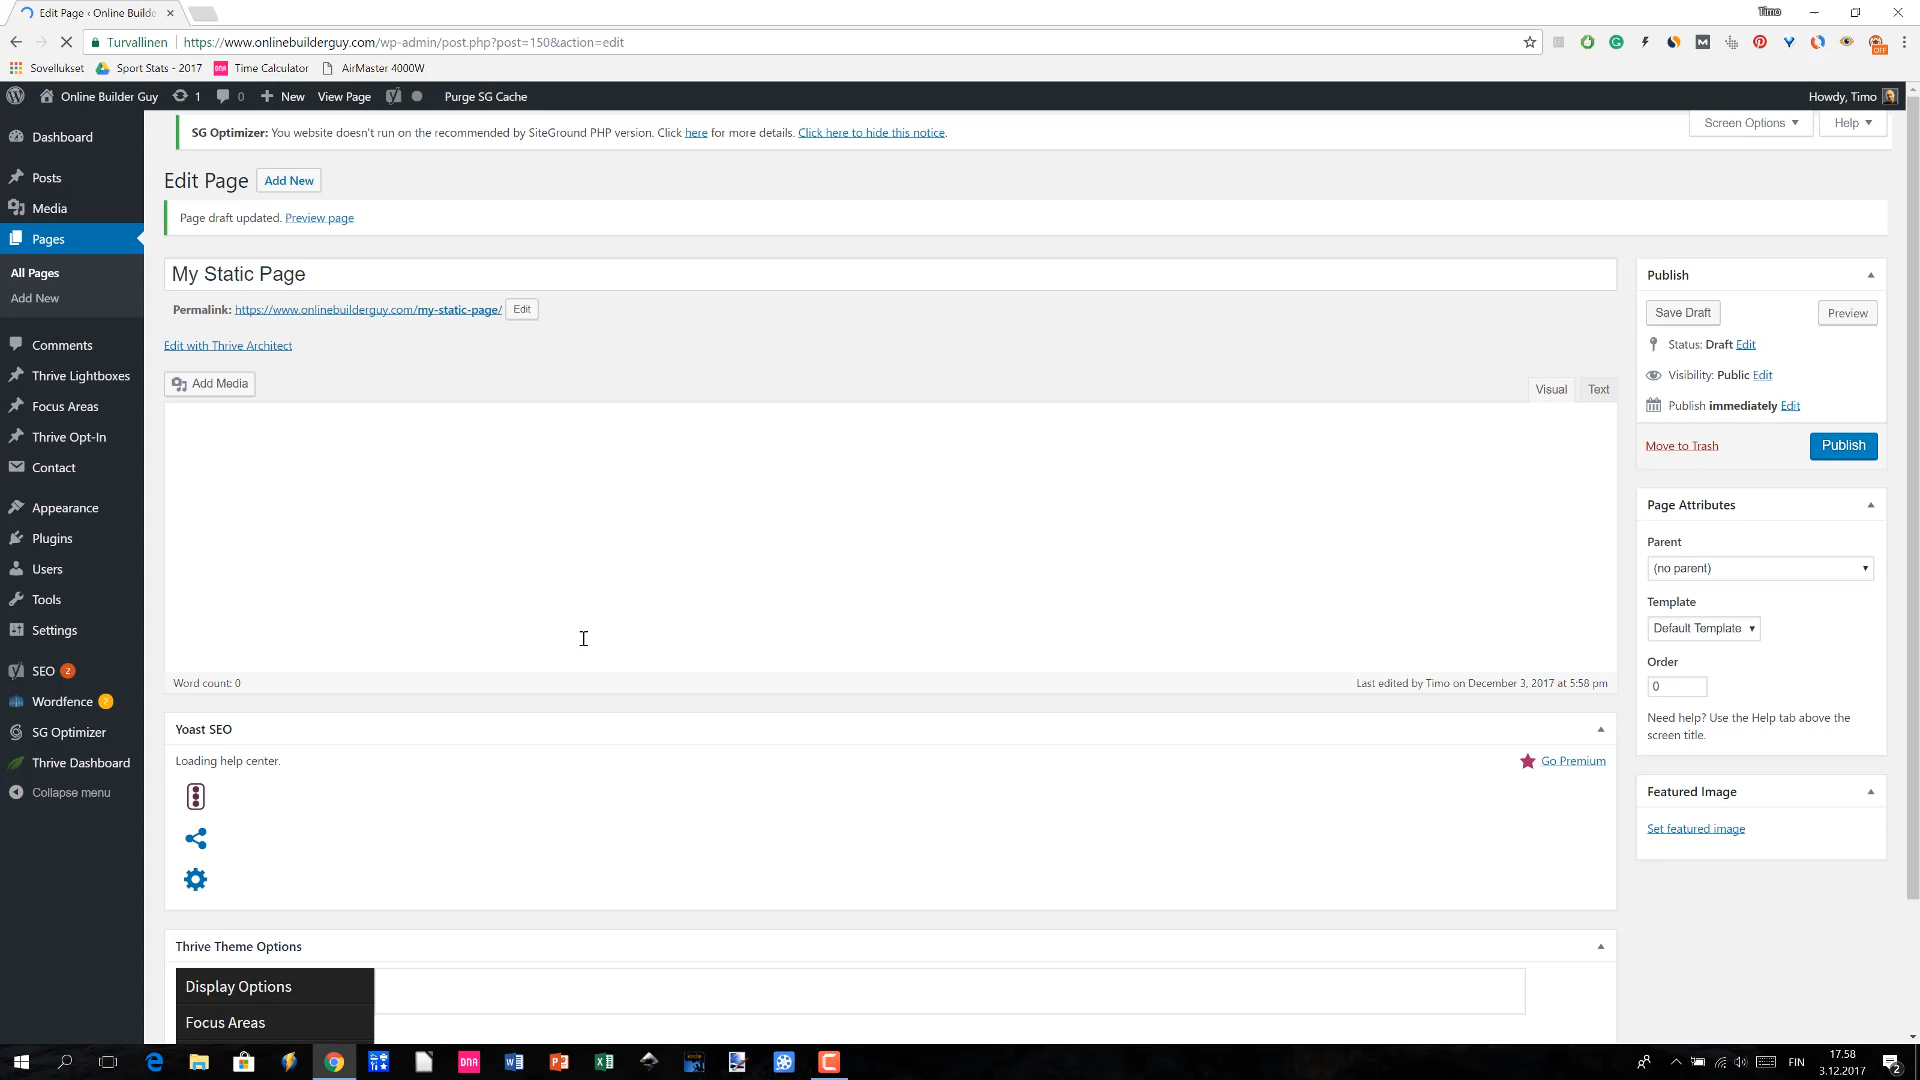 Edit Page ‹ Online Builde
Timo
Turvallinen
https://www.onlinebuilderguy.com/wp-admin/post.php?post=150&action=edit
Sovellukset
Sport Stats - 2017
Time Calculator
AirMaster 4000W
Online Builder Guy
1
0
New
View Page
Purge SG Cache
Howdy, Timo
Dashboard
Posts
Media
Pages
All Pages
Add New
Comments
Thrive Lightboxes
Focus Areas
Thrive Opt-In
Contact
Appearance
Plugins
Users
Tools
Settings
SEO 2
Wordfence 2
SG Optimizer
Thrive Dashboard
Collapse menu
SG Optimizer: You website doesn't run on the recommended by SiteGround PHP version. Click here for more details. Click here to hide this notice.
Screen Options
Help
Edit Page
Add New
Page draft updated. Preview page
My Static Page
Permalink: https://www.onlinebuilderguy.com/my-static-page/
Edit
Edit with Thrive Architect
Add Media
Visual
Text
Word count: 0
Last edited by Timo on December 3, 2017 at 5:58 pm
Yoast SEO
Loading help center.
Go Premium
Thrive Theme Options
Display Options
Focus Areas
Publish
Save Draft
Preview
Status: Draft Edit
Visibility: Public Edit
Publish immediately Edit
Move to Trash
Publish
Page Attributes
Parent
(no parent)
Template
Default Template
Order
0
Need help? Use the Help tab above the
screen title.
Featured Image
Set featured image
FIN
17.58
3.12.2017
2